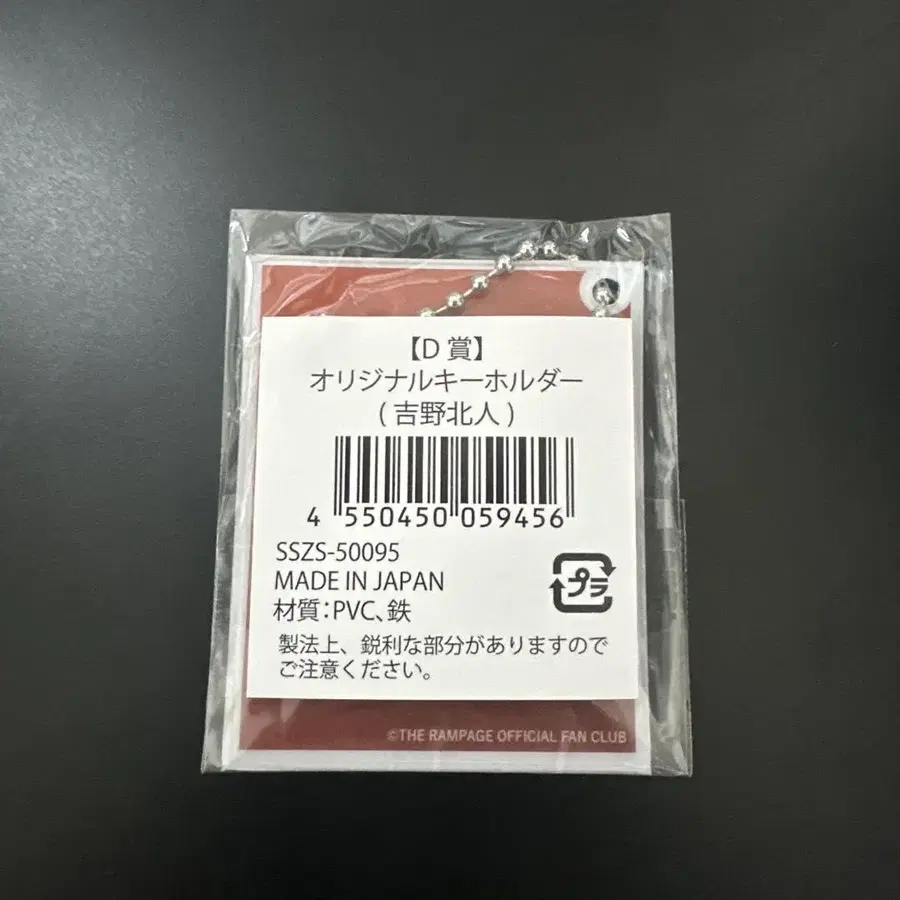 【D賞】
オリジナルキーホルダー
(吉野北人)
4 550450 059456
SSZS-50095
MADE IN JAPAN
材質:PVC、鉄
プラ
製法上、鋭利な部分がありますので
ご注意ください。
©THE RAMPAGE OFFICIAL FAN CLUB